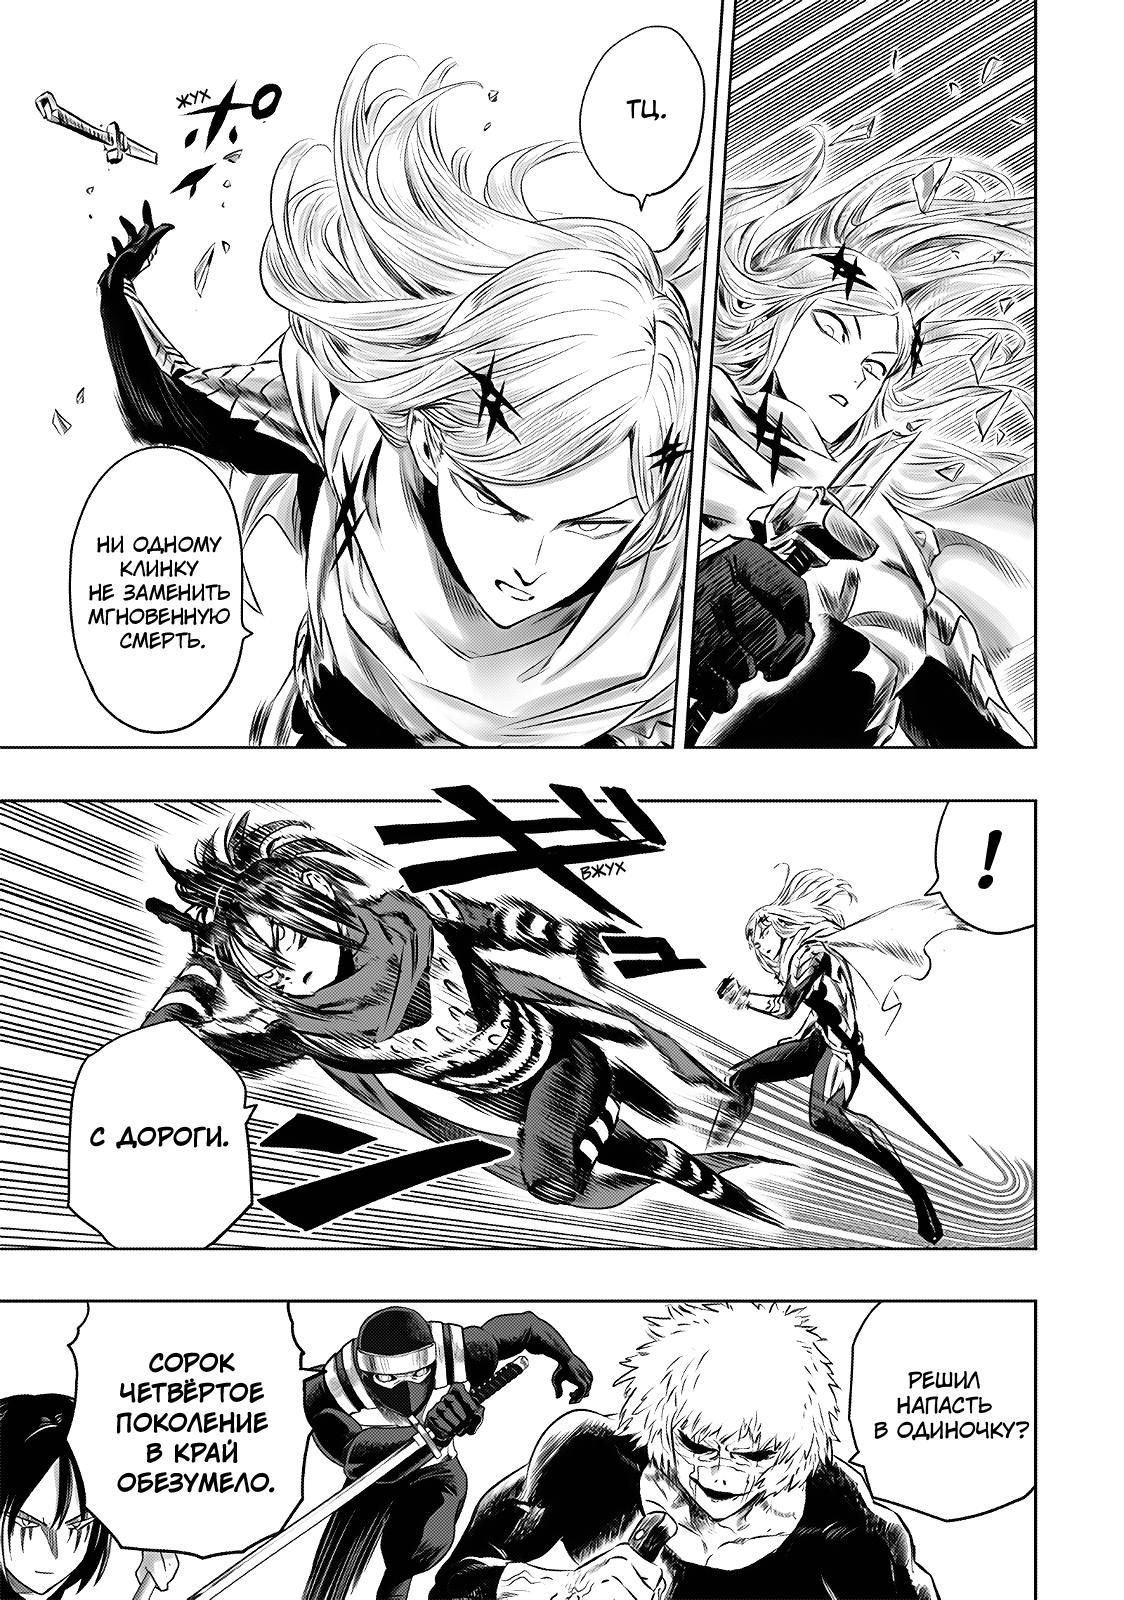 ТЦ.
ЖУХ
НИ ОДНОМУ
КЛИНКУ
НЕ ЗАМЕНИТЬ
МГНОВЕННУЮ
СМЕРТЬ.
!
ВЖУХ
С ДОРОГИ.
РЕШИЛ
НАПАСТЬ
В ОДИНОЧКУ?
СОРОК
ЧЕТВЁРТОЕ
ПОКОЛЕНИЕ
В КРАЙ
ОБЕЗУМЕЛО.